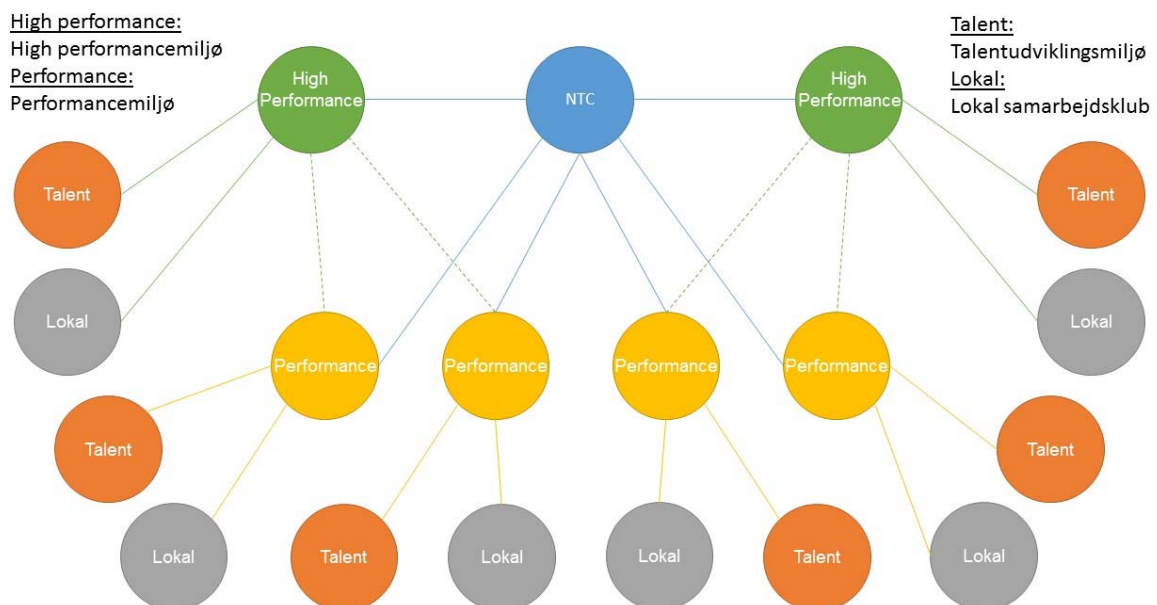 High performance:
High performancemiljø
Performance:
Performancemiljø
Talent:
Talentudviklingsmiljø
Lokal:
Lokal samarbejdsklub
High
Performance
NTC
High
Performance
Talent
Talent
Lokal
Lokal
Performance
Performance
Performance
Performance
Talent
Talent
Lokal
Talent
Lokal
Lokal
Talent
Lokal